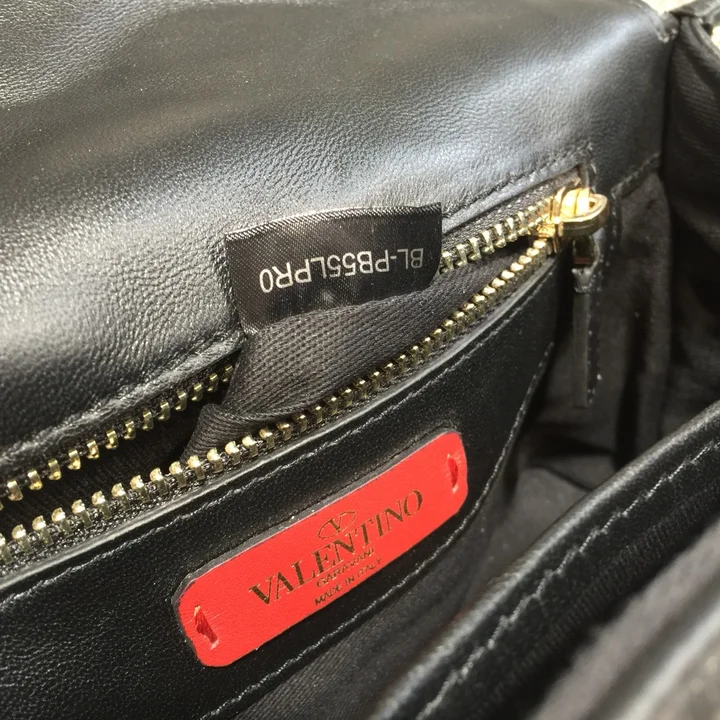 BL-PB55LPR0
VALENTINO
GARAVANI
MADE IN ITALY